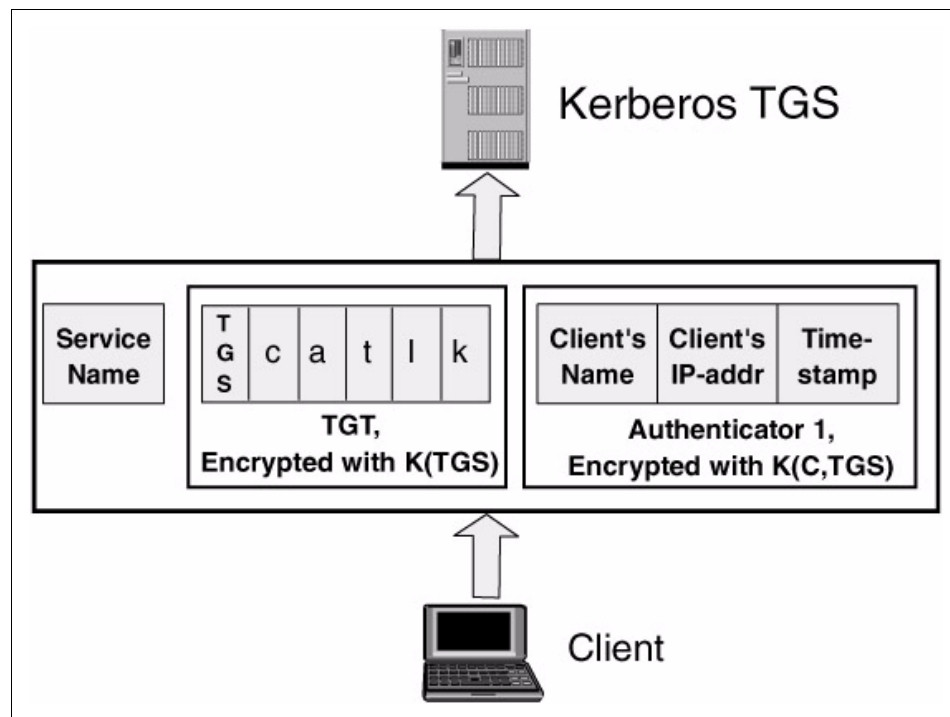 Kerberos TGS
Service
Name
T
G
S
c a t l k
TGT,
Encrypted with K(TGS)
Client's
Name
Client's
IP-addr
Time-
stamp
Authenticator 1,
Encrypted with K(C,TGS)
Client